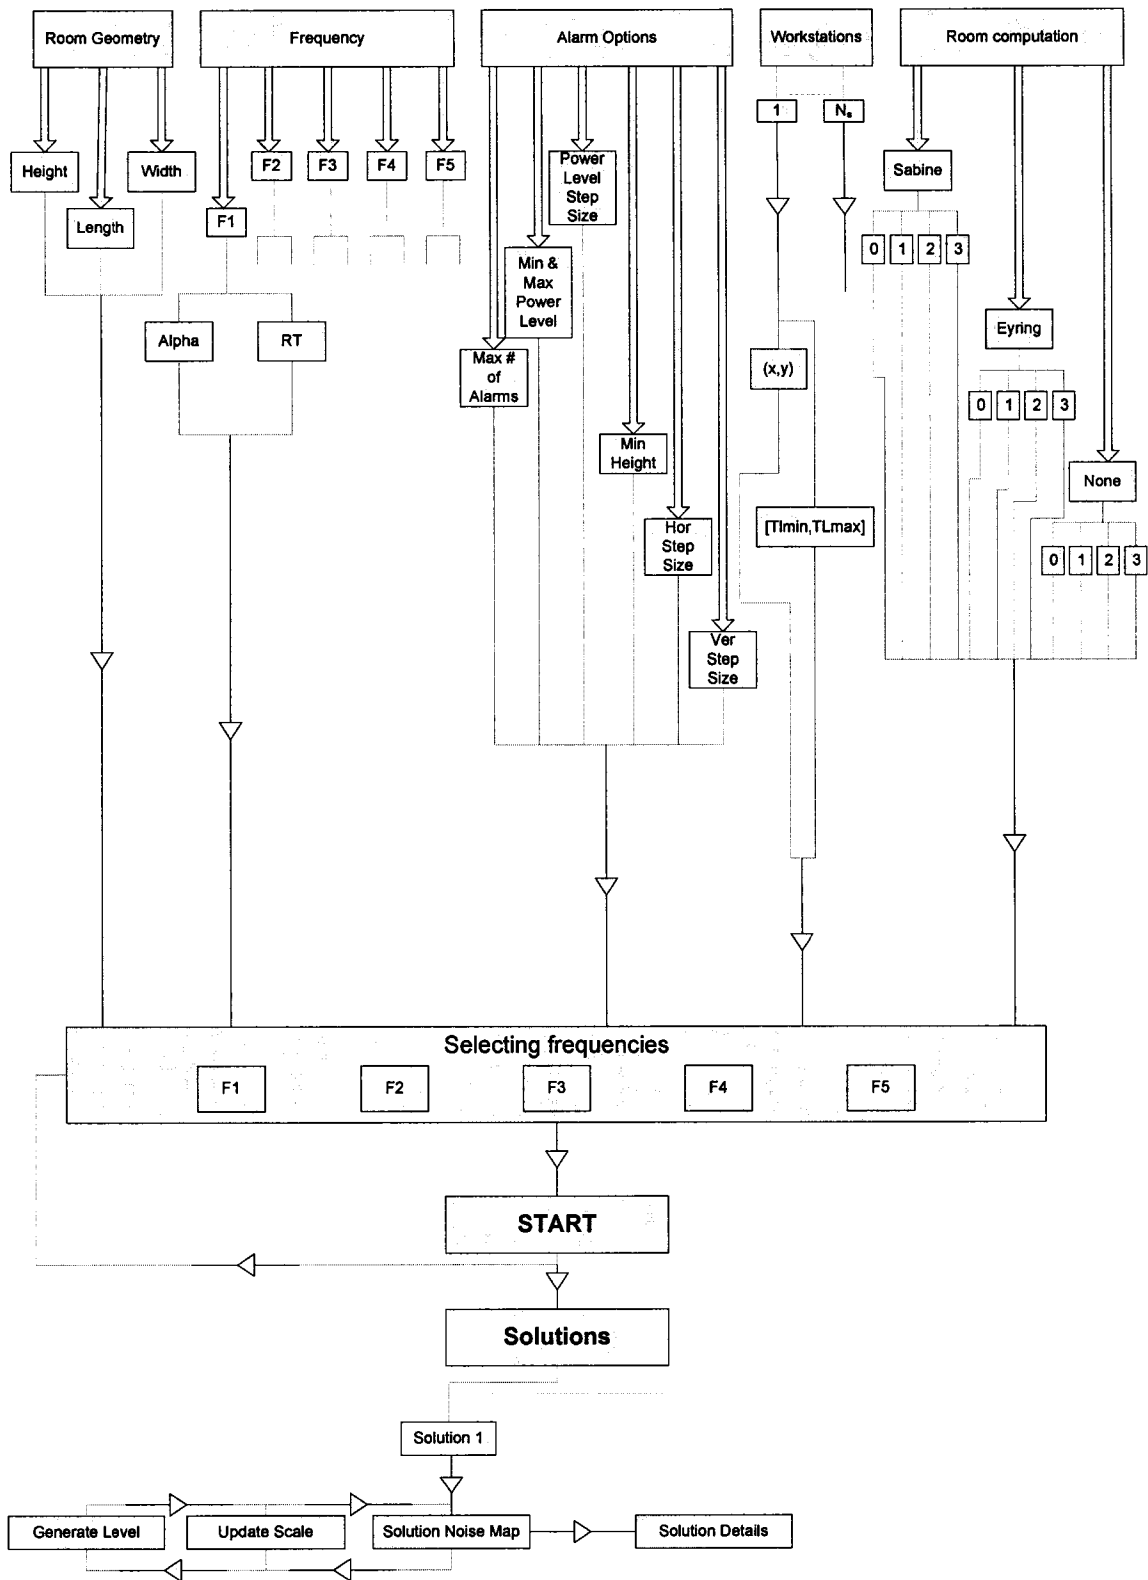 Room Geometry
Frequency
Alarm Options
Workstations
Room computation
1
Ns
Height
Width
F2
F3
F4
F5
Power
Level
Step
Size
Sabine
Length
F1
0
1
2
3
Min &
Max
Power
Level
Alpha
RT
Eyring
Max #
of
Alarms
(x,y)
0
1
2
3
Min
Height
None
Hor
Step
Size
[TImin,TLmax]
0
1
2
3
Ver
Step
Size
Selecting frequencies
F1
F2
F3
F4
F5
START
Solutions
Solution 1
Generate Level
Update Scale
Solution Noise Map
Solution Details